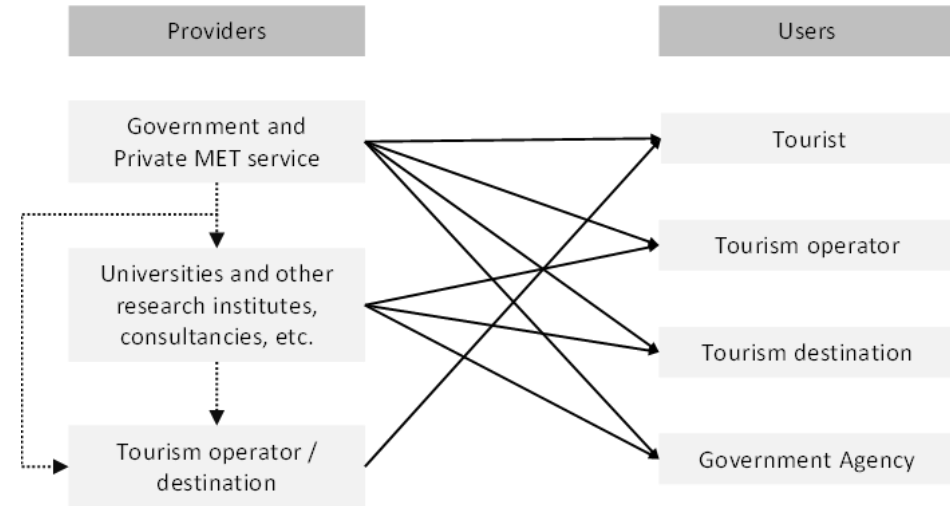 Providers
Users
Government and
Private MET service
Tourist
Tourism operator
Universities and other
research institutes,
consultancies, etc.
Tourism destination
Tourism operator /
destination
Government Agency